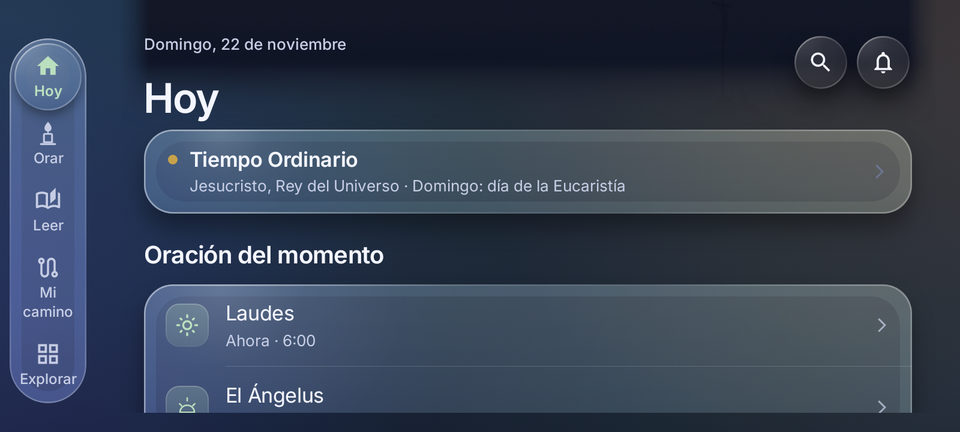 Domingo, 22 de noviembre
Hoy
Hoy
Orar
Leer
Mi
camino
Explorar
Tiempo Ordinario
Jesucristo, Rey del Universo · Domingo: día de la Eucaristía
Oración del momento
Laudes
Ahora · 6:00
El Ángelus